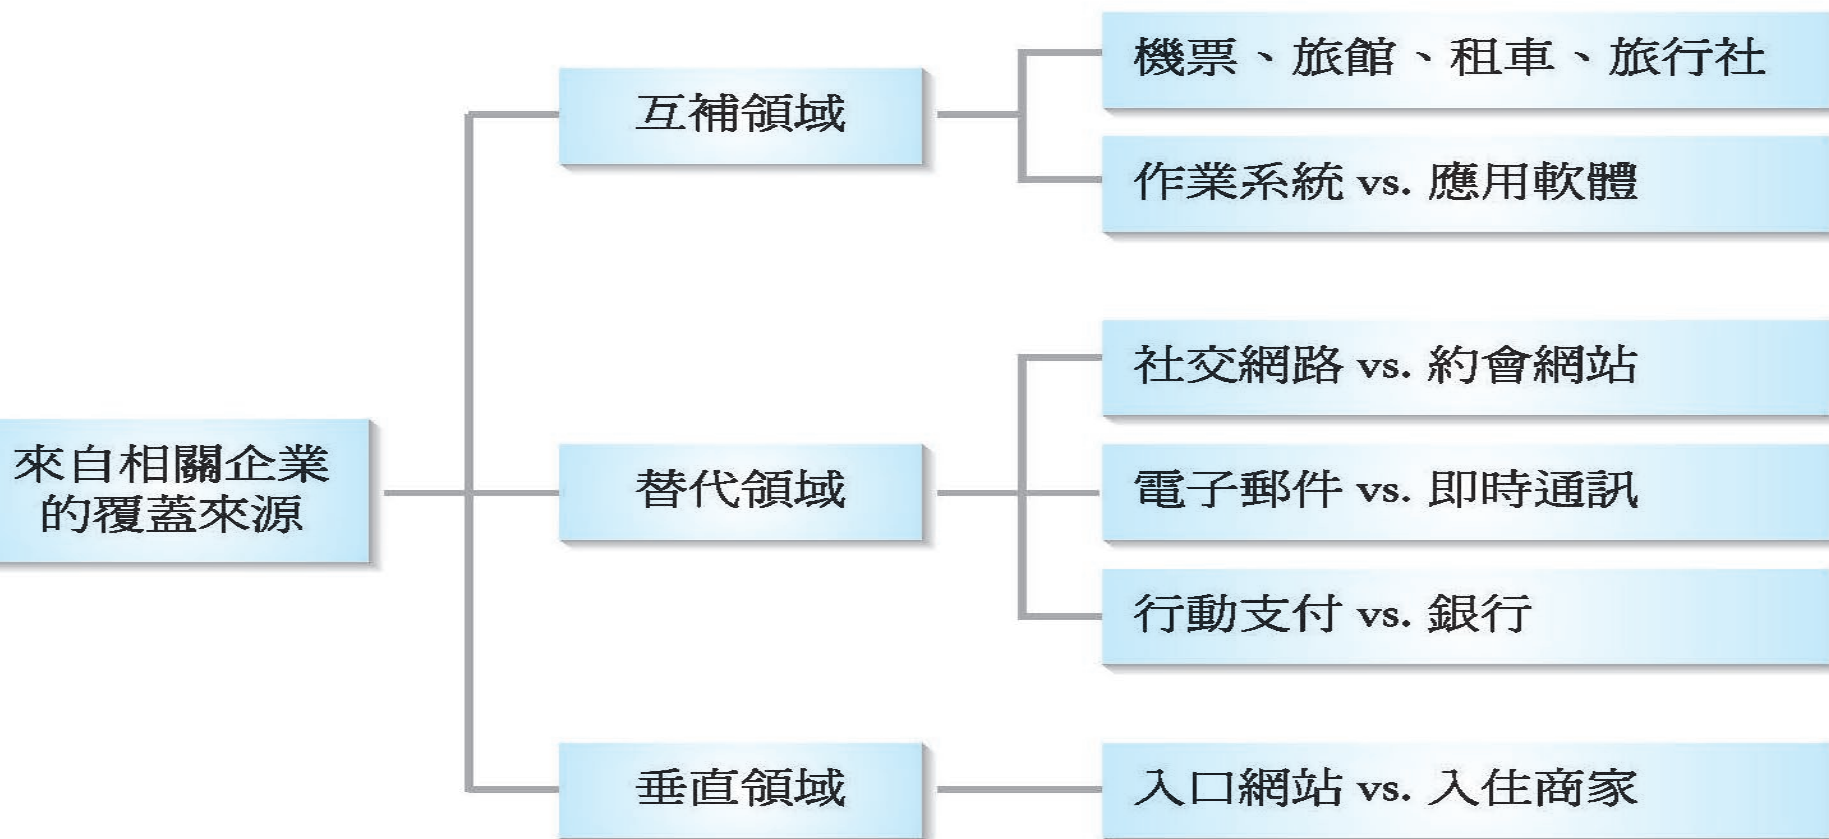 來自相關企業
的覆蓋來源
互補領域
機票、旅館、租車、旅行社
作業系統 vs. 應用軟體
替代領域
社交網路 vs. 約會網站
電子郵件 vs. 即時通訊
行動支付 vs. 銀行
垂直領域
入口網站 vs. 入住商家